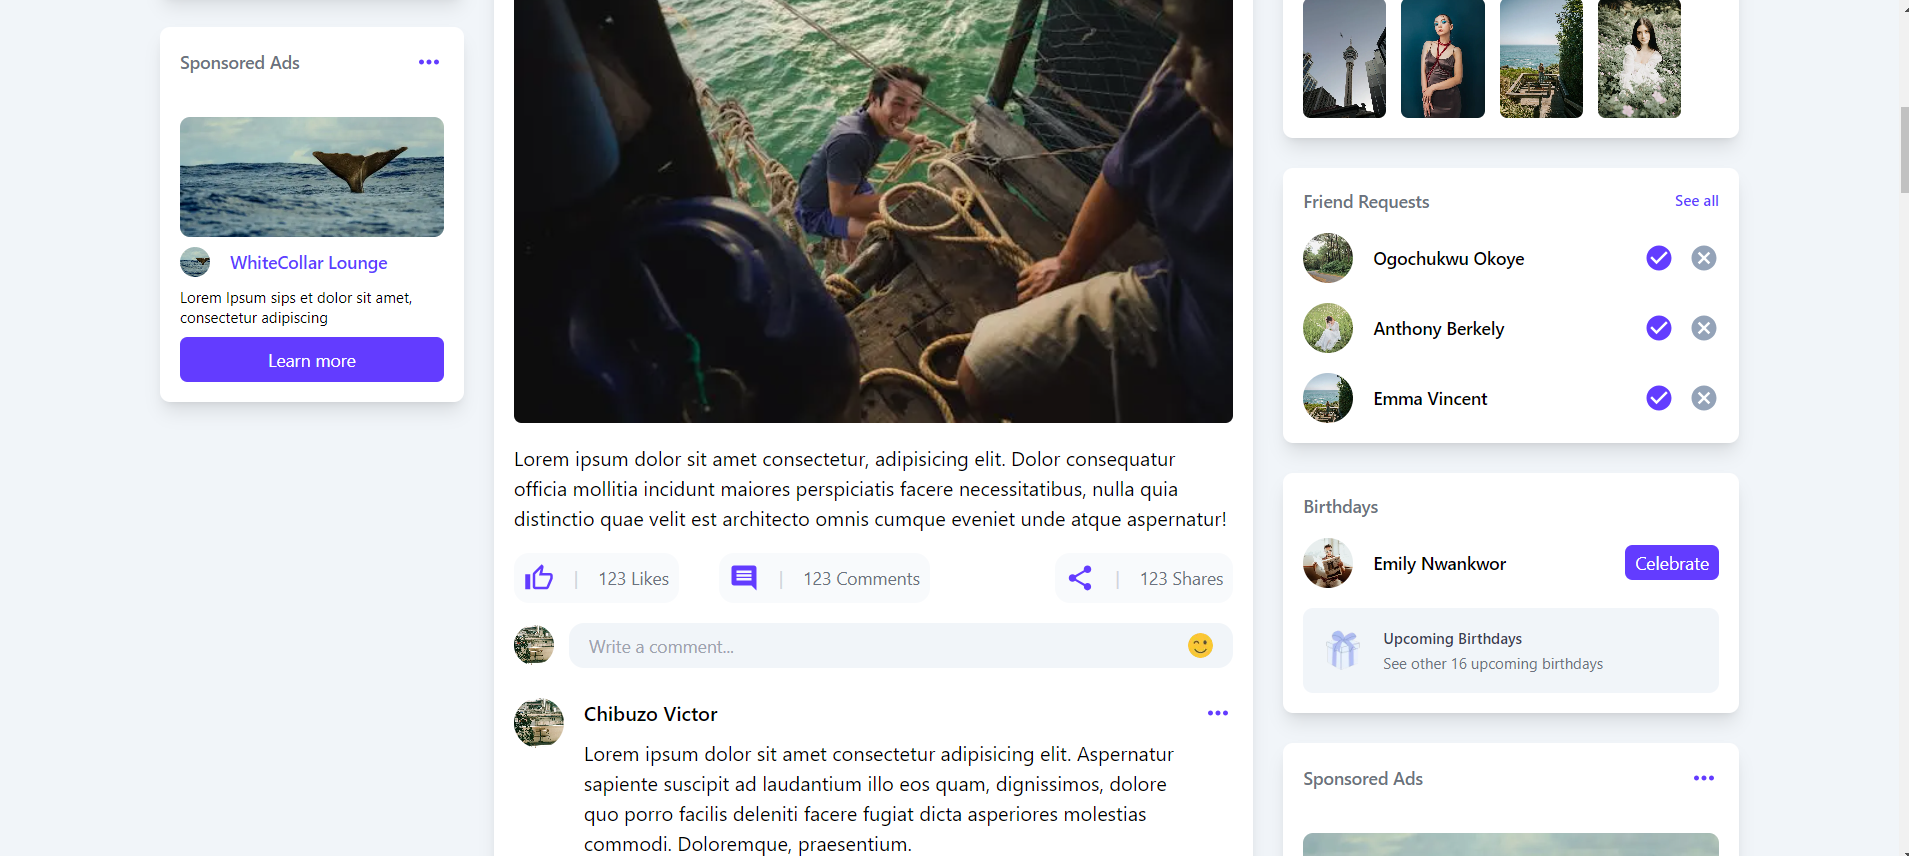 Sponsored Ads
WhiteCollar Lounge
Lorem Ipsum sips et dolor sit amet,
consectetur adipiscing
Learn more
Lorem ipsum dolor sit amet consectetur, adipisicing elit. Dolor consequatur
officia mollitia incidunt maiores perspiciatis facere necessitatibus, nulla quia
distinctio quae velit est architecto omnis cumque eveniet unde atque aspernatur!
123 Likes
123 Comments
123 Shares
Write a comment...
Chibuzo Victor
Lorem ipsum dolor sit amet consectetur adipisicing elit. Aspernatur
sapiente suscipit ad laudantium illo eos quam, dignissimos, dolore
quo porro facilis deleniti facere fugiat dicta asperiores molestias
commodi. Doloremque, praesentium.
Friend Requests
See all
Ogochukwu Okoye
Anthony Berkely
Emma Vincent
Birthdays
Emily Nwankwor
Celebrate
Upcoming Birthdays
See other 16 upcoming birthdays
Sponsored Ads